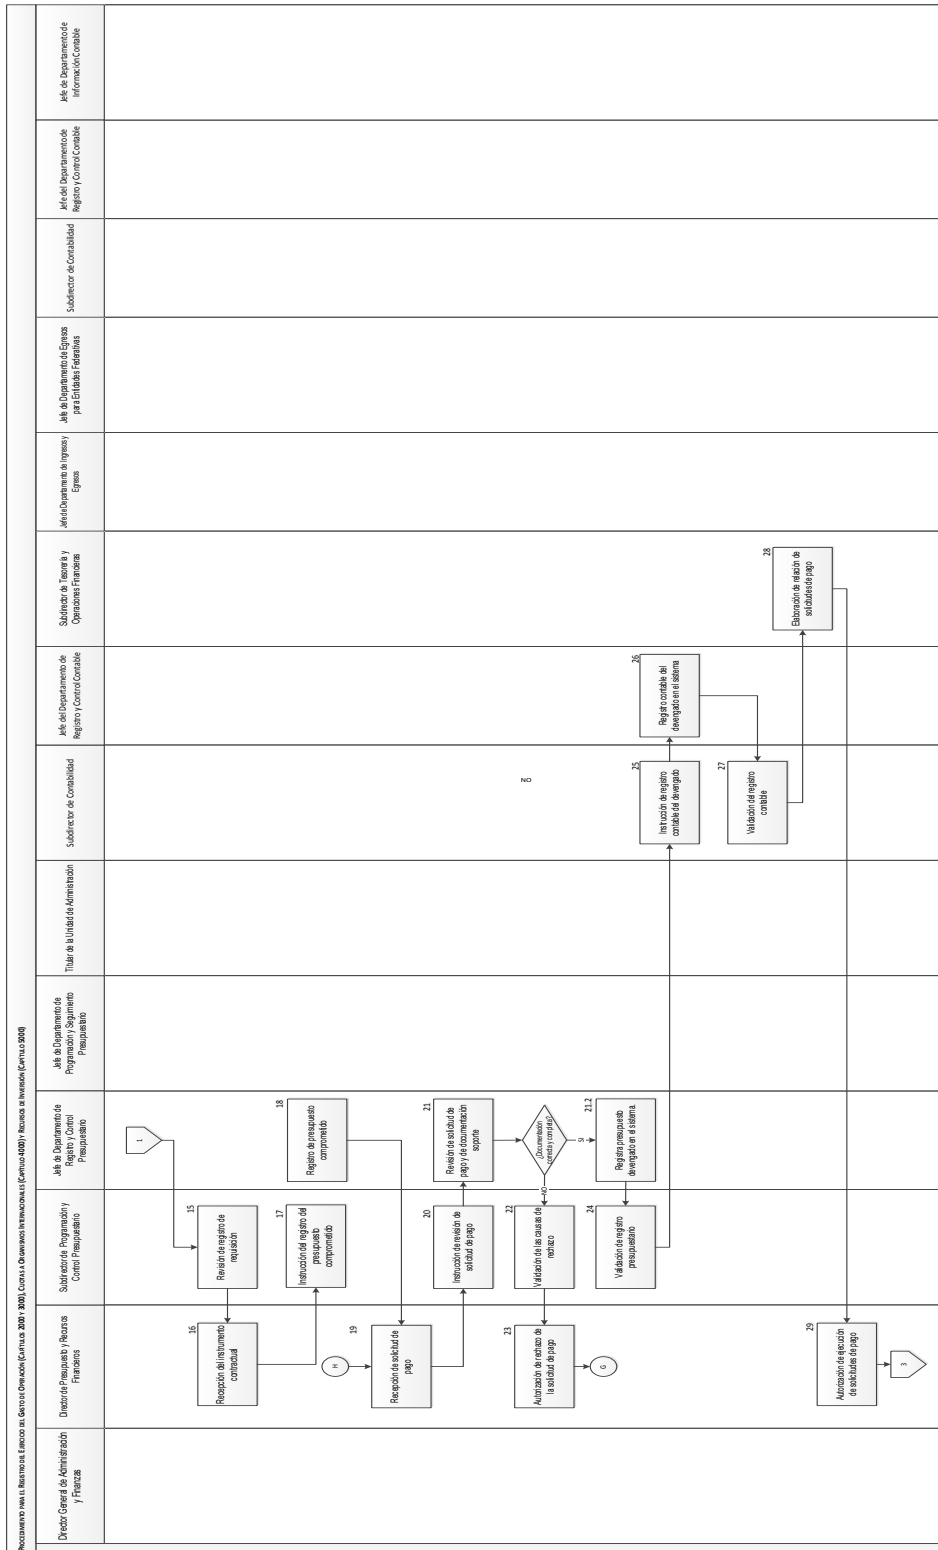 PROCEDIMIENTO PARA EL REGISTRO DEL EJERCICIO DEL GASTO DE OPERACIÓN (CAPÍTULOS 2000 Y 3000), CUOTAS A ORGANISMOS INTERNACIONALES (CAPÍTULO 4000) Y RECURSOS DE INVERSIÓN (CAPÍTULO 5000)
Director General de Administración
y Finanzas
Director de Presupuesto y Recursos
Financieros
Subdirector de Programación y
Control Presupuestario
Jefe de Departamento de
Registro y Control
Presupuestario
Jefe de Departamento de
Programación y Seguimiento
Presupuestario
Titular de la Unidad de Administración
Subdirector de Contabilidad
Jefe del Departamento de
Registro y Control Contable
Subdirector de Tesorería y
Operaciones Financieras
Jefe de Departamento de Ingresos y
Egresos
Jefe de Departamento de Egresos
para Entidades Federativas
Subdirector de Contabilidad
Jefe del Departamento de
Registro y Control Contable
Jefe de Departamento de
Información Contable
1
15
Revisión de registro de
requisición
16
Recepción del instrumento
contractual
17
Instrucción del registro del
presupuesto
comprometido
18
Registro de presupuesto
comprometido
H
19
Recepción de solicitud de
pago
20
Instrucción de revisión de
solicitud de pago
21
Revisión de solicitud de
pago y de documentación
soporte
¿Documentación
correcta y completa?
NO
SI
NO
22
Validación de las causas de
rechazo
23
Autorización de rechazo de
la solicitud de pago
G
21.2
Registra presupuesto
devengado en el sistema.
24
Validación de registro
presupuestario
25
Instrucción de registro
contable del devengado
26
Registro contable del
devengado en el sistema
27
Validación del registro
contable
28
Elaboración de relación de
solicitudes de pago
29
Autorización de ejecución
de solicitudes de pago
3